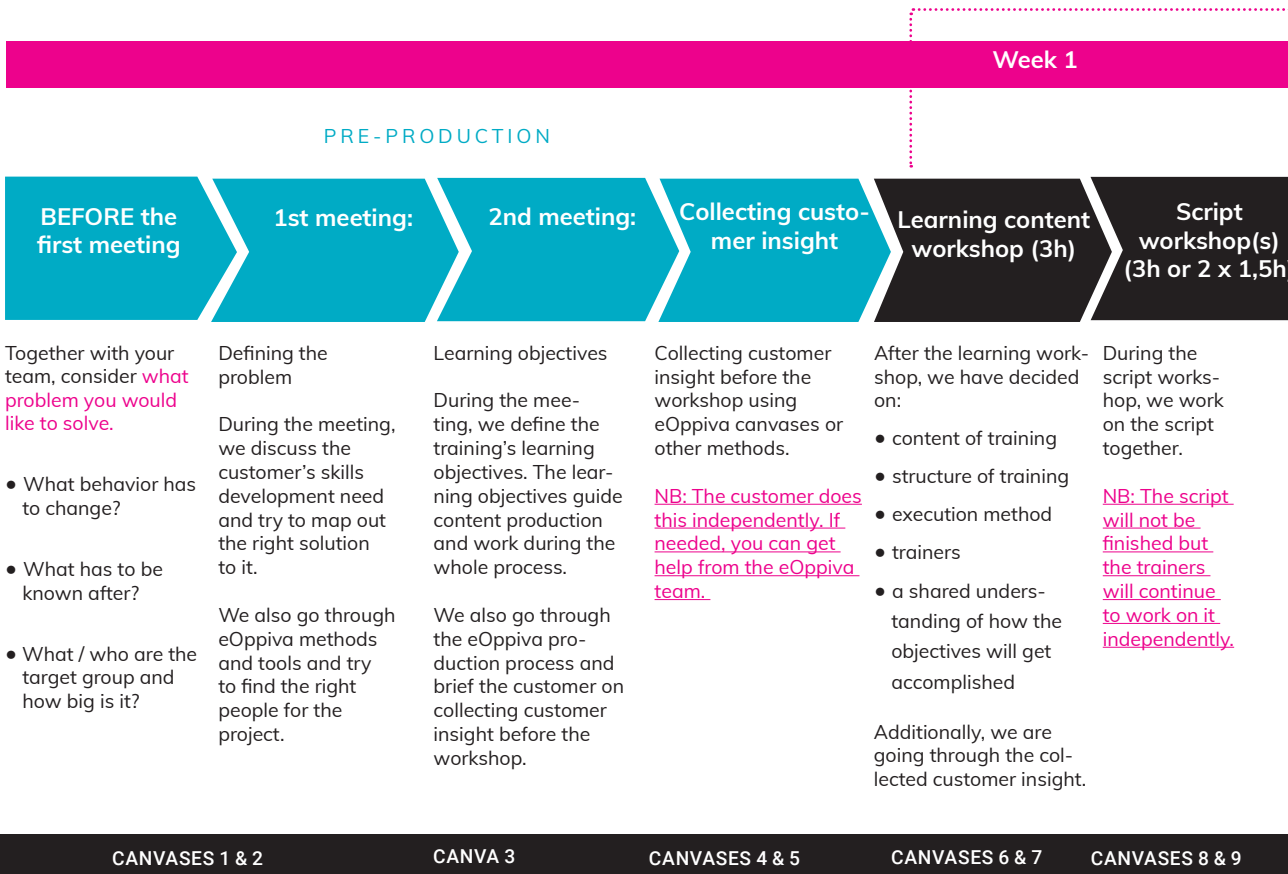 Week 1
PRE-PRODUCTION
BEFORE the
first meeting
1st meeting:
2nd meeting:
Collecting custo-
mer insight
Learning content
workshop (3h)
Script
workshop(s)
(3h or 2 x 1,5h)
Together with your
team, consider what
problem you would
like to solve.
● What behavior has
to change?
● What has to be
known after?
● What / who are the
target group and
how big is it?
Defining the
problem
During the meeting,
we discuss the
customer’s skills
development need
and try to map out
the right solution
to it.
We also go through
eOppiva methods
and tools and try
to find the right
people for the
project.
Learning objectives
During the mee-
ting, we define the
training’s learning
objectives. The lear-
ning objectives guide
content production
and work during the
whole process.
We also go through
the eOppiva pro-
duction process and
brief the customer on
collecting customer
insight before the
workshop.
Collecting customer
insight before the
workshop using
eOppiva canvases or
other methods.
NB: The customer does
this independently. If
needed, you can get
help from the eOppiva
team.
After the learning work-
shop, we have decided
on:
● content of training
● structure of training
● execution method
● trainers
● a shared unders-
tanding of how the
objectives will get
accomplished
Additionally, we are
going through the col-
lected customer insight.
During the
script works-
hop, we work
on the script
together.
NB: The script
will not be
finished but
the trainers
will continue
to work on it
independently.
CANVASES 1 & 2
CANVA 3
CANVASES 4 & 5
CANVASES 6 & 7
CANVASES 8 & 9